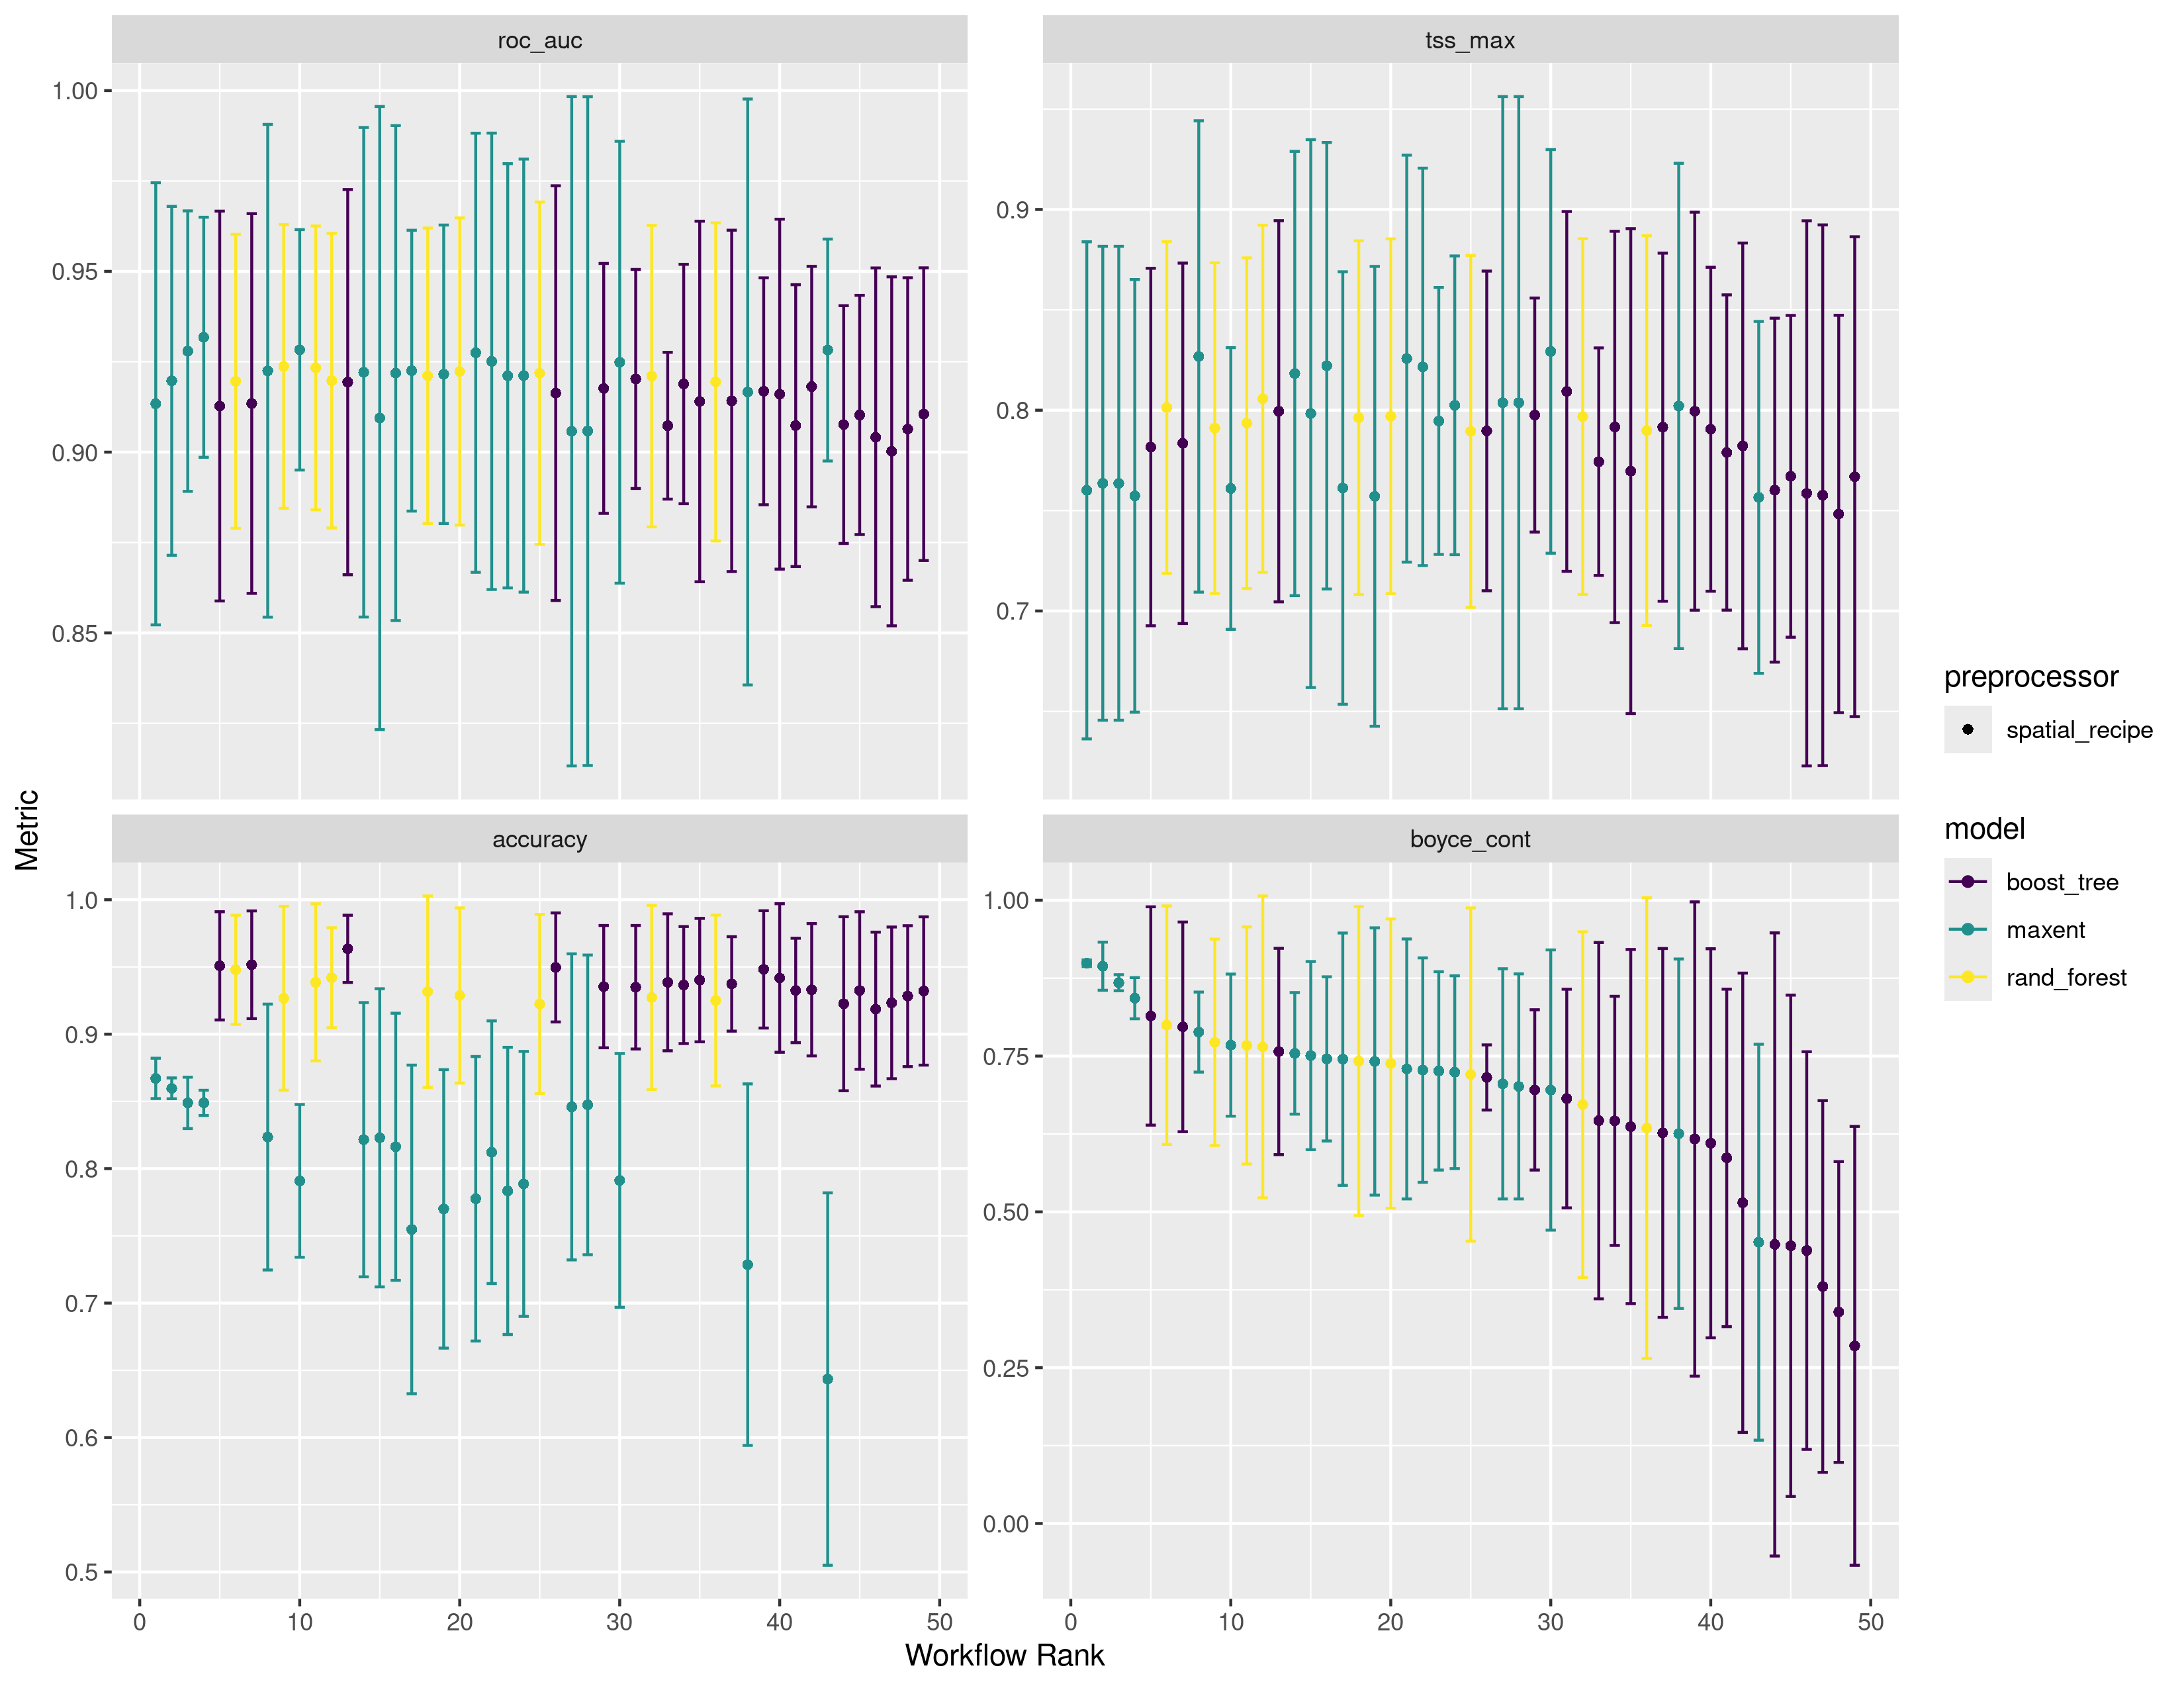 roc_auc
tss_max
1.00
0.95
0.90
0.85
0.9
0.8
0.7
Metric
accuracy
boyce_cont
1.0
0.9
0.8
0.7
0.6
0.5
1.00
0.75
0.50
0.25
0.00
0 10 20 30 40 50
0 10 20 30 40 50
Workflow Rank
preprocessor
spatial_recipe
model
boost_tree
maxent
rand_forest